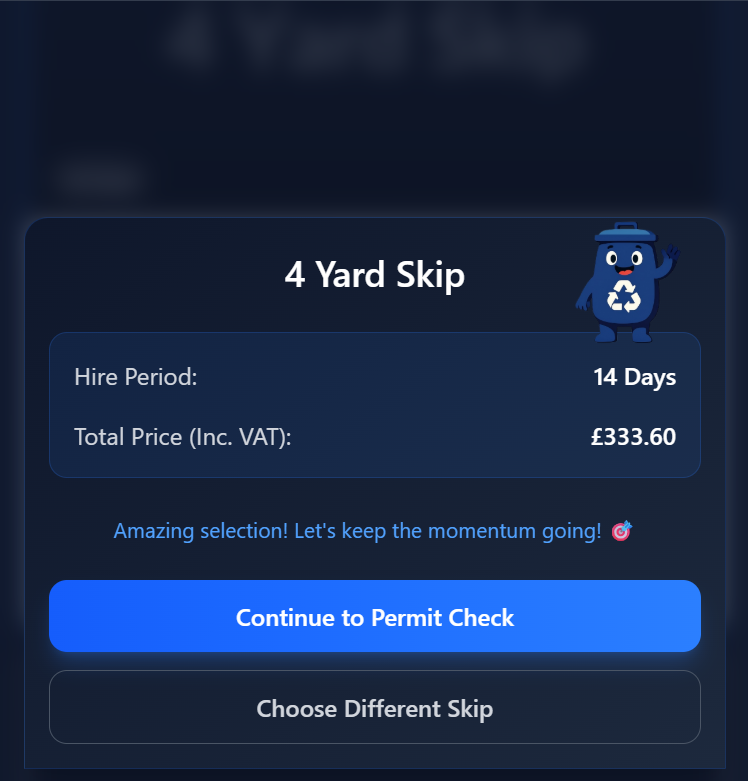 4 Yard Skip
4 Yard Skip
Hire Period:
14 Days
Total Price (Inc. VAT):
£333.60
Amazing selection! Let's keep the momentum going! 🎯
Continue to Permit Check
Choose Different Skip